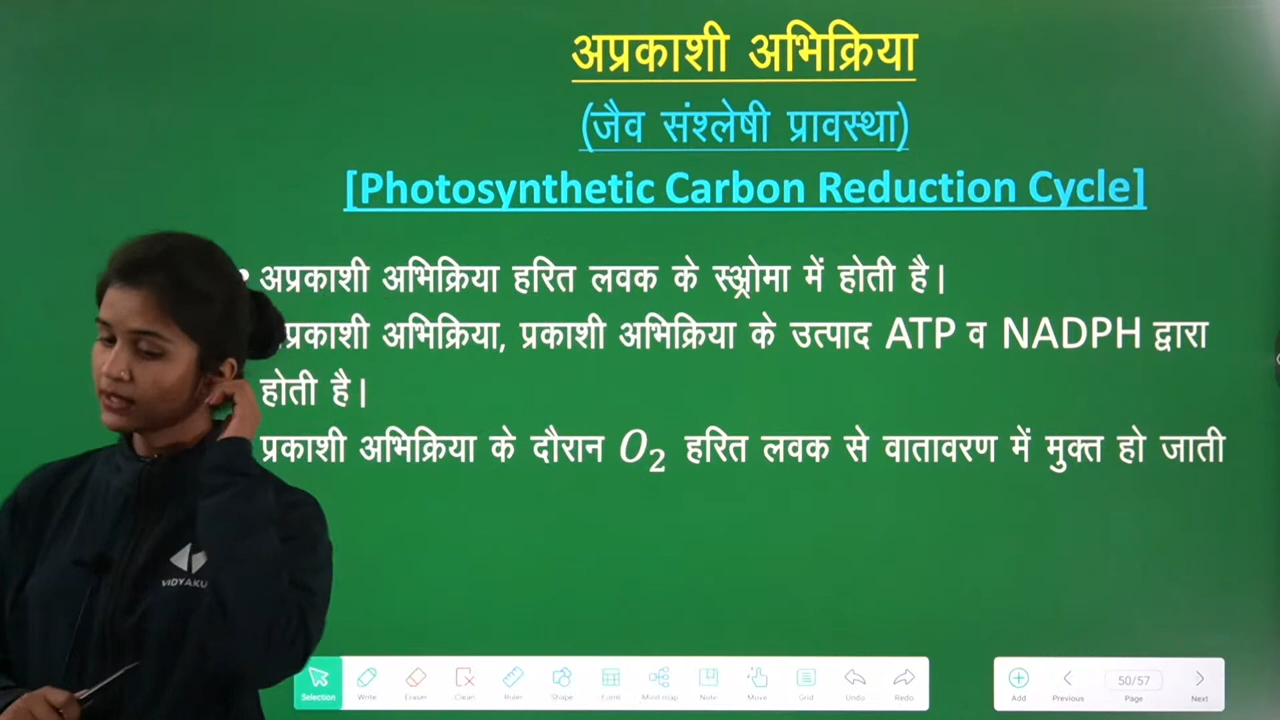 अप्रकाशी अभिक्रिया
(जैव संश्लेषी प्रावस्था)
[Photosynthetic Carbon Reduction Cycle]
अप्रकाशी अभिक्रिया हरित लवक के स्ओमा में होती है।
प्रकाशी अभिक्रिया, प्रकाशी अभिक्रिया के उत्पाद ATP व NADPH द्वारा
होती है।
प्रकाशी अभिक्रिया के दौरान O₂ हरित लवक से वातावरण में मुक्त हो जाती
VIDYAKU
Selection Write Eraser Clean Ruler Shape Form Mind map Note Move Grid Undo Redo
Add Previous 50/57 Page Next